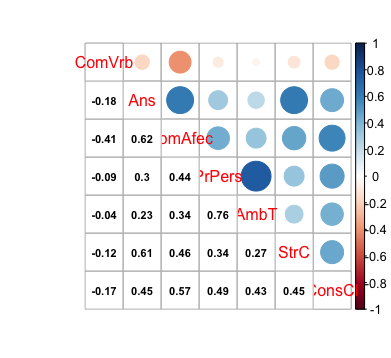 1
ComVrb
0.8
-0.18 Ans
0.6
-0.41 0.62 omAfec
0.4
0.2
-0.09 0.3 0.44 PrPers
0
-0.2
-0.04 0.23 0.34 0.76 AmbT
-0.4
-0.12 0.61 0.46 0.34 0.27 StrC
-0.6
-0.17 0.45 0.57 0.49 0.43 0.45 ConsC
-0.8
-1